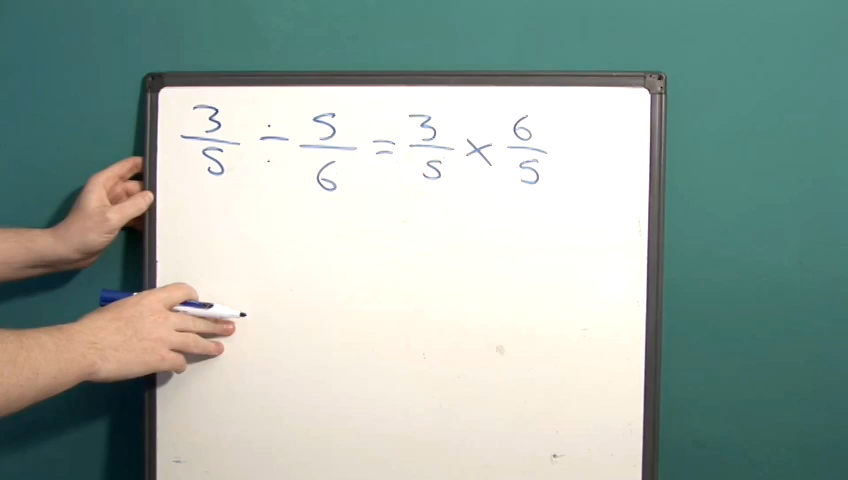 3/5 ÷ 5/6 = 3/5 × 6/5